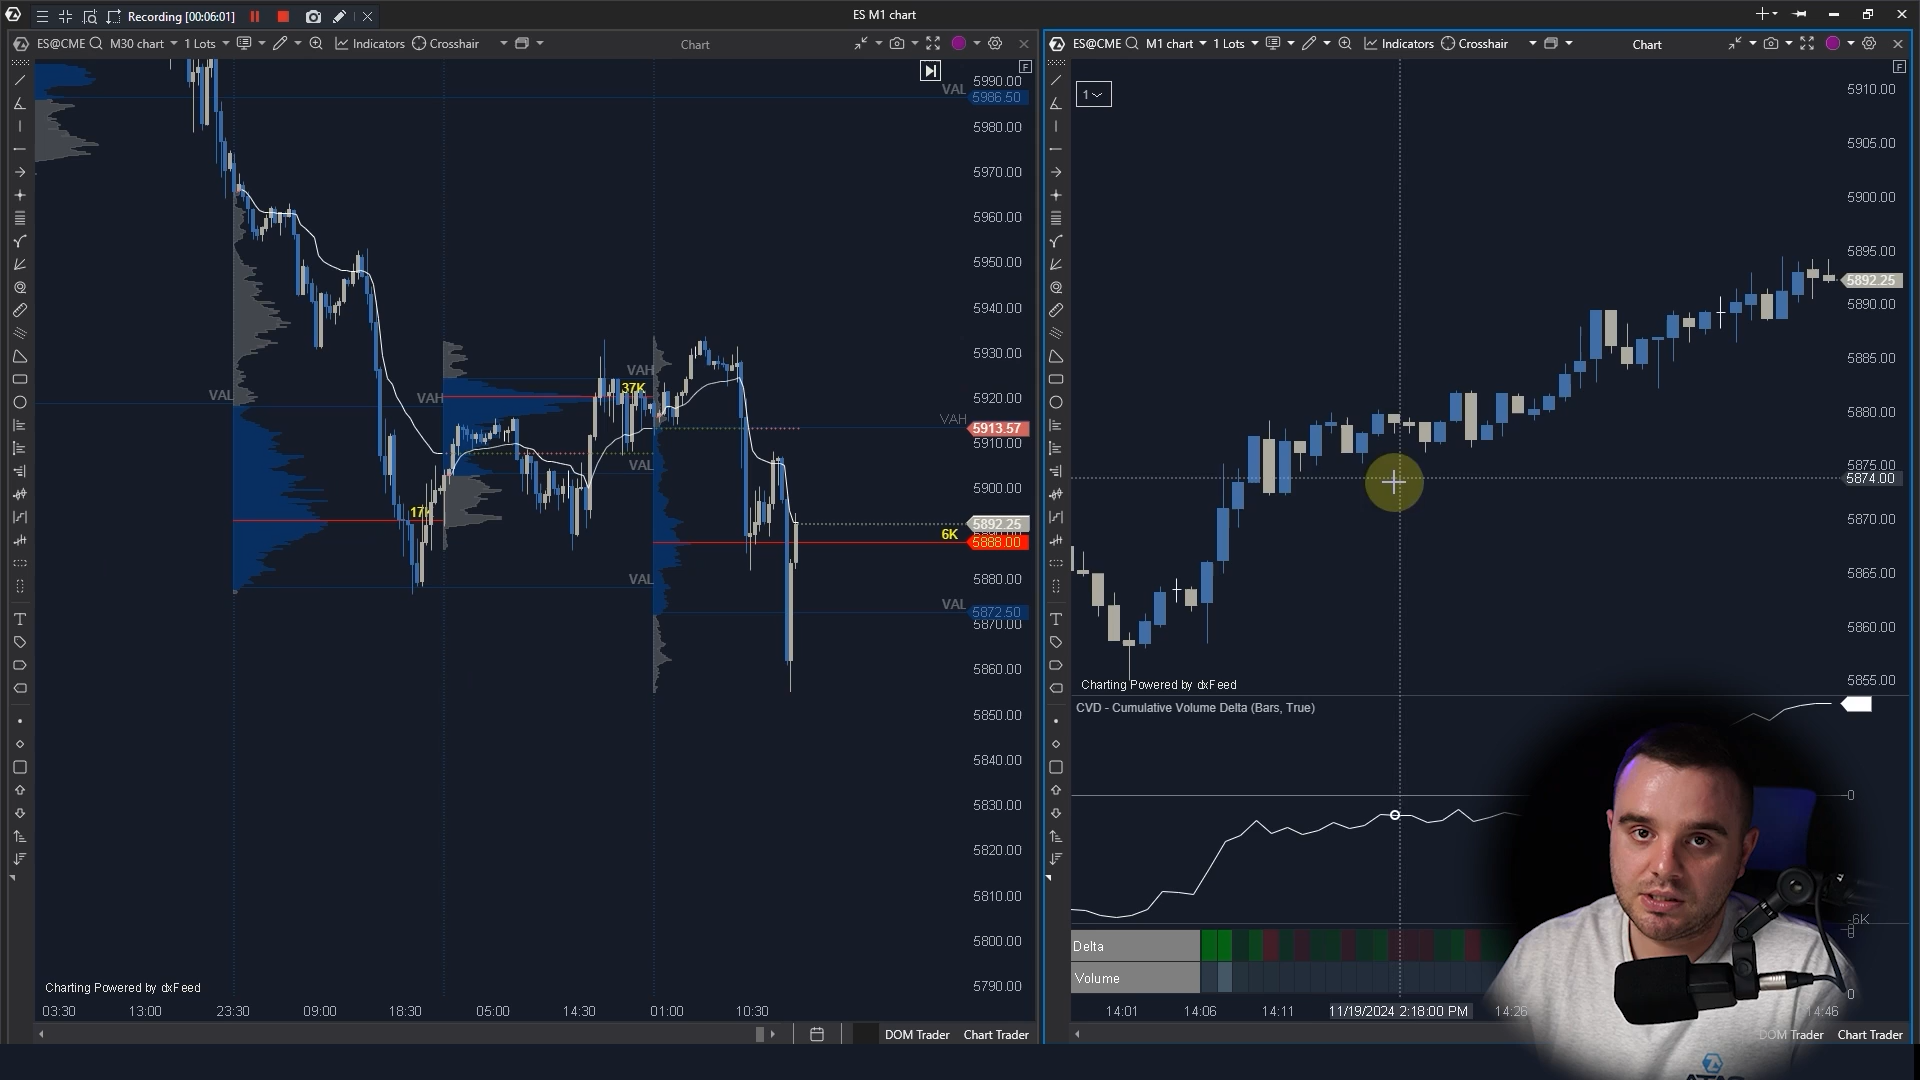 Recording [00:06:01]
ES M1 chart
ES@CME M30 chart 1 Lots Indicators Crosshair Chart
ES@CME M1 chart 1 Lots Indicators Crosshair Chart
F
F
1
VAL
5990.00
5986.50
5980.00
5970.00
5960.00
5950.00
5940.00
5930.00
5920.00
VAH
5913.57
5910.00
5900.00
5892.25
6K
5888.00
5880.00
VAL
5872.50
5870.00
5860.00
5850.00
5840.00
5830.00
5820.00
5810.00
5800.00
5790.00
VAL
VAH
17K
VAH
37K
VAL
VAL
Charting Powered by dxFeed
03:30 13:00 23:30 09:00 18:30 05:00 14:30 01:00 10:30
DOM Trader Chart Trader
5910.00
5905.00
5900.00
5895.00
5892.25
5890.00
5885.00
5880.00
5875.00
5874.00
5870.00
5865.00
5860.00
5855.00
Charting Powered by dxFeed
CVD - Cumulative Volume Delta (Bars, True)
0
-6K
Delta
Volume
0
14:01 14:06 14:11 11/19/2024 2:18:00 PM 14:26 14:46
DOM Trader Chart Trader
ATAS